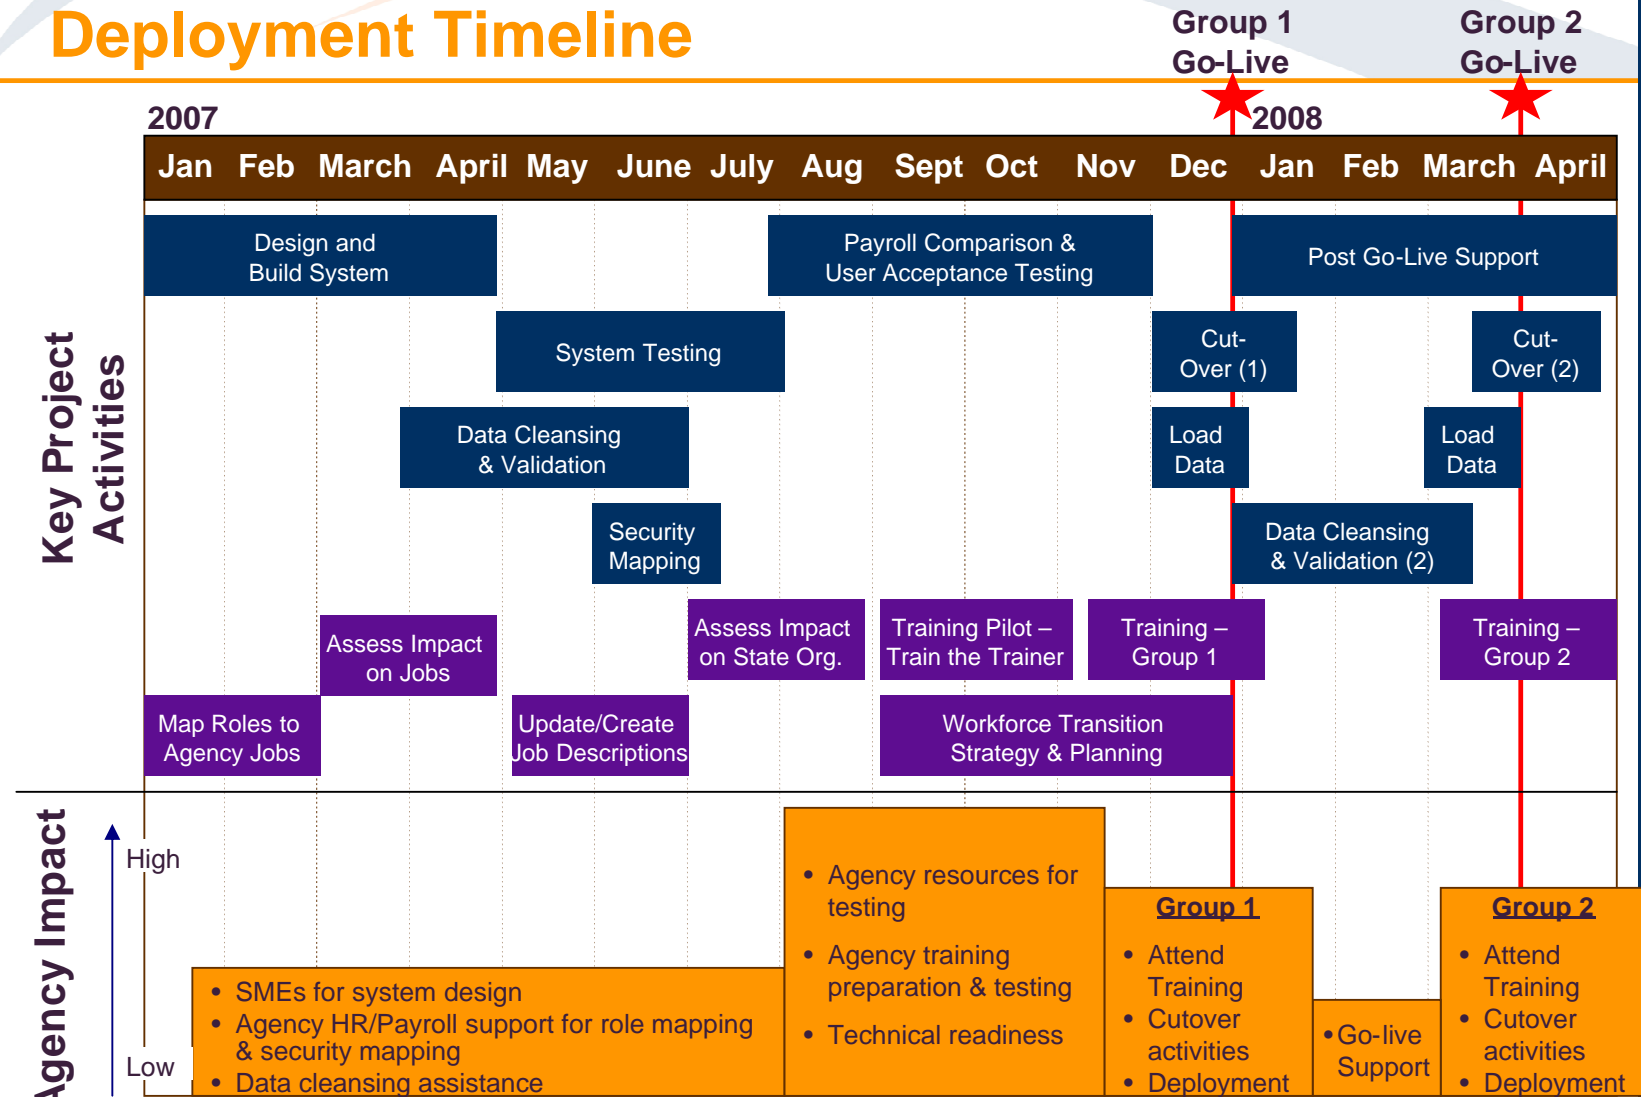 Deployment Timeline
Group 1
Go-Live
Group 2
Go-Live
2007
2008
Jan Feb March April May June July Aug Sept Oct Nov Dec Jan Feb March April
Key Project
Activities
Design and
Build System
Payroll Comparison &
User Acceptance Testing
Post Go-Live Support
System Testing
Cut-
Over (1)
Cut-
Over (2)
Data Cleansing
& Validation
Load
Data
Load
Data
Security
Mapping
Data Cleansing
& Validation (2)
Assess Impact
on Jobs
Assess Impact
on State Org.
Training Pilot –
Train the Trainer
Training –
Group 1
Training –
Group 2
Map Roles to
Agency Jobs
Update/Create
Job Descriptions
Workforce Transition
Strategy & Planning
Agency Impact
High
Low
• SMEs for system design
• Agency HR/Payroll support for role mapping
& security mapping
• Data cleansing assistance
• Agency resources for
testing
• Agency training
preparation & testing
• Technical readiness
Group 1
• Attend
Training
• Cutover
activities
• Deployment
• Go-live
Support
Group 2
• Attend
Training
• Cutover
activities
• Deployment